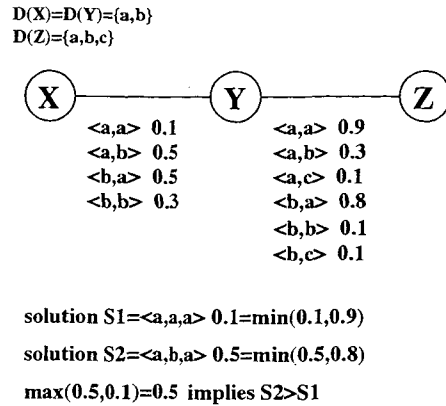 D(X)=D(Y)={a,b}
D(Z)={a,b,c}
X Y Z
<a,a> 0.1
<a,b> 0.5
<b,a> 0.5
<b,b> 0.3
<a,a> 0.9
<a,b> 0.3
<a,c> 0.1
<b,a> 0.8
<b,b> 0.1
<b,c> 0.1
solution S1=<a,a,a> 0.1=min(0.1,0.9)
solution S2=<a,b,a> 0.5=min(0.5,0.8)
max(0.5,0.1)=0.5 implies S2>S1